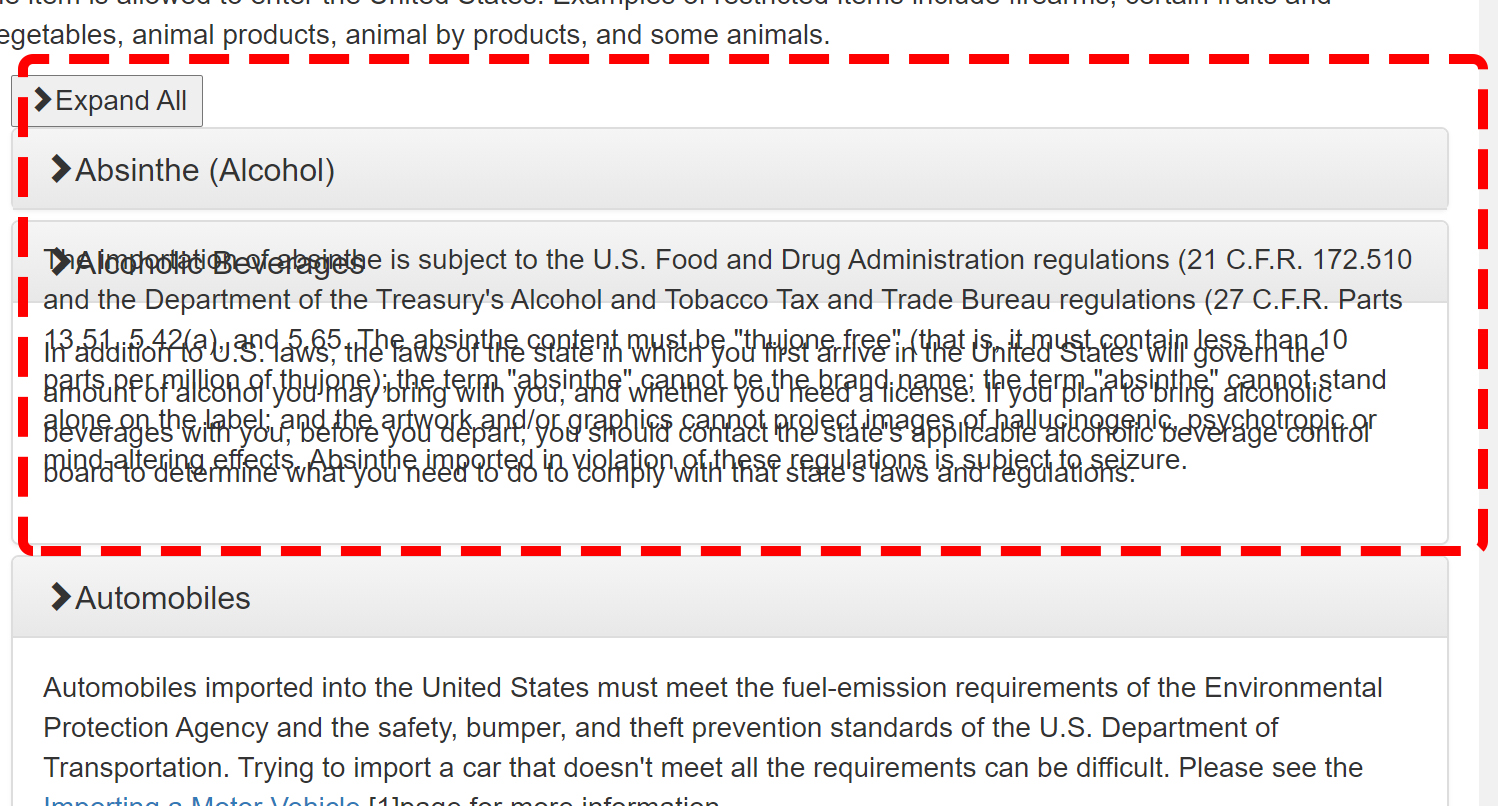 egetables, animal products, animal by products, and some animals.
Expand All
Absinthe (Alcohol)
Alcoholic Beverages
The importation of absinthe is subject to the U.S. Food and Drug Administration regulations (21 C.F.R. 172.510
and the Department of the Treasury's Alcohol and Tobacco Tax and Trade Bureau regulations (27 C.F.R. Parts
13.51, 5.42(a), and 5.65. The absinthe content must be "thujone free" (that is, it must contain less than 10
parts per million of thujone); the term "absinthe" cannot be the brand name; the term "absinthe" cannot stand
alone on the label; and the artwork and/or graphics cannot project images of hallucinogenic, psychotropic or
mind-altering effects. Absinthe imported in violation of these regulations is subject to seizure.
In addition to U.S. laws, the laws of the state in which you first arrive in the United States will govern the
amount of alcohol you may bring with you, and whether you need a license. If you plan to bring alcoholic
beverages with you, before you depart, you should contact the state's applicable alcoholic beverage control
board to determine what you need to do to comply with that state's laws and regulations.
Automobiles
Automobiles imported into the United States must meet the fuel-emission requirements of the Environmental
Protection Agency and the safety, bumper, and theft prevention standards of the U.S. Department of
Transportation. Trying to import a car that doesn't meet all the requirements can be difficult. Please see the
Importing a Motor Vehicle [1]page for more information